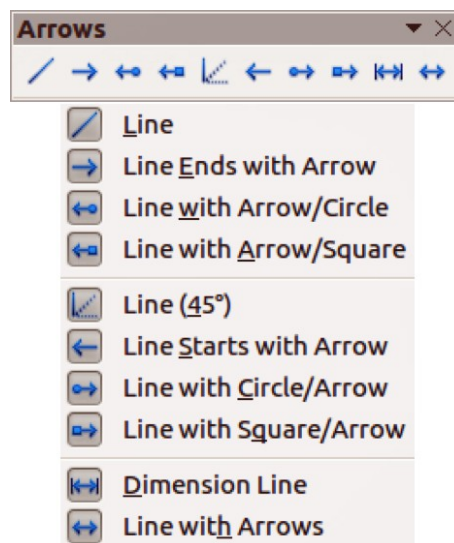 Arrows
Line
Line Ends with Arrow
Line with Arrow/Circle
Line with Arrow/Square
Line (45°)
Line Starts with Arrow
Line with Circle/Arrow
Line with Square/Arrow
Dimension Line
Line with Arrows